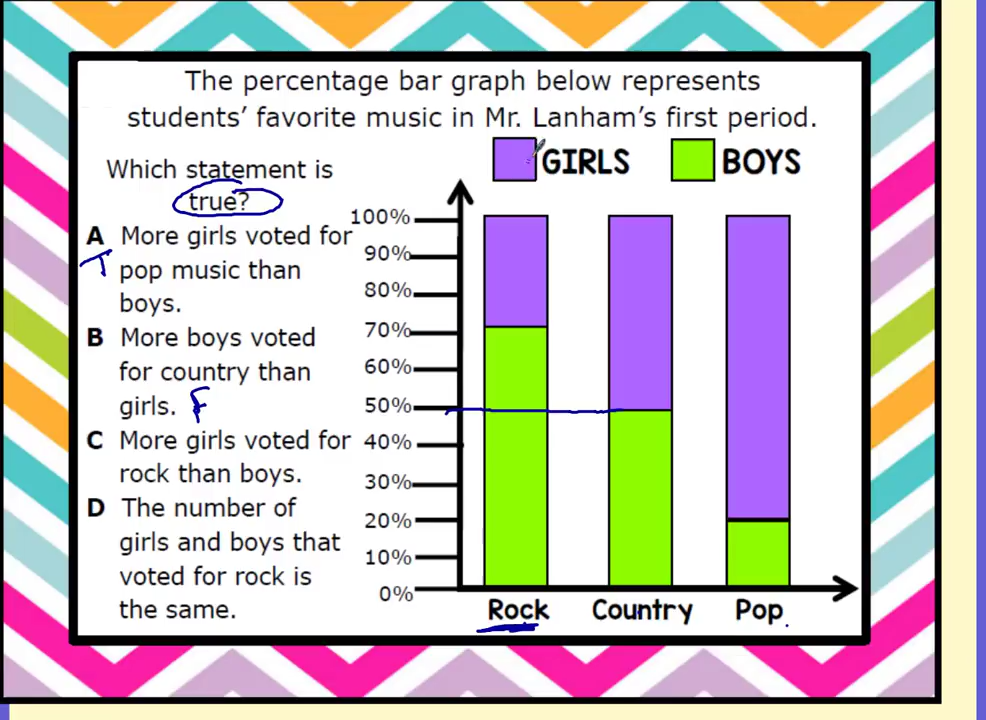 The percentage bar graph below represents
students' favorite music in Mr. Lanham's first period.
GIRLS BOYS
Which statement is
true?
A More girls voted for
T pop music than
boys.
B More boys voted
for country than
girls. F
C More girls voted for
rock than boys.
D The number of
girls and boys that
voted for rock is
the same.
100%
90%
80%
70%
60%
50%
40%
30%
20%
10%
0%
Rock Country Pop